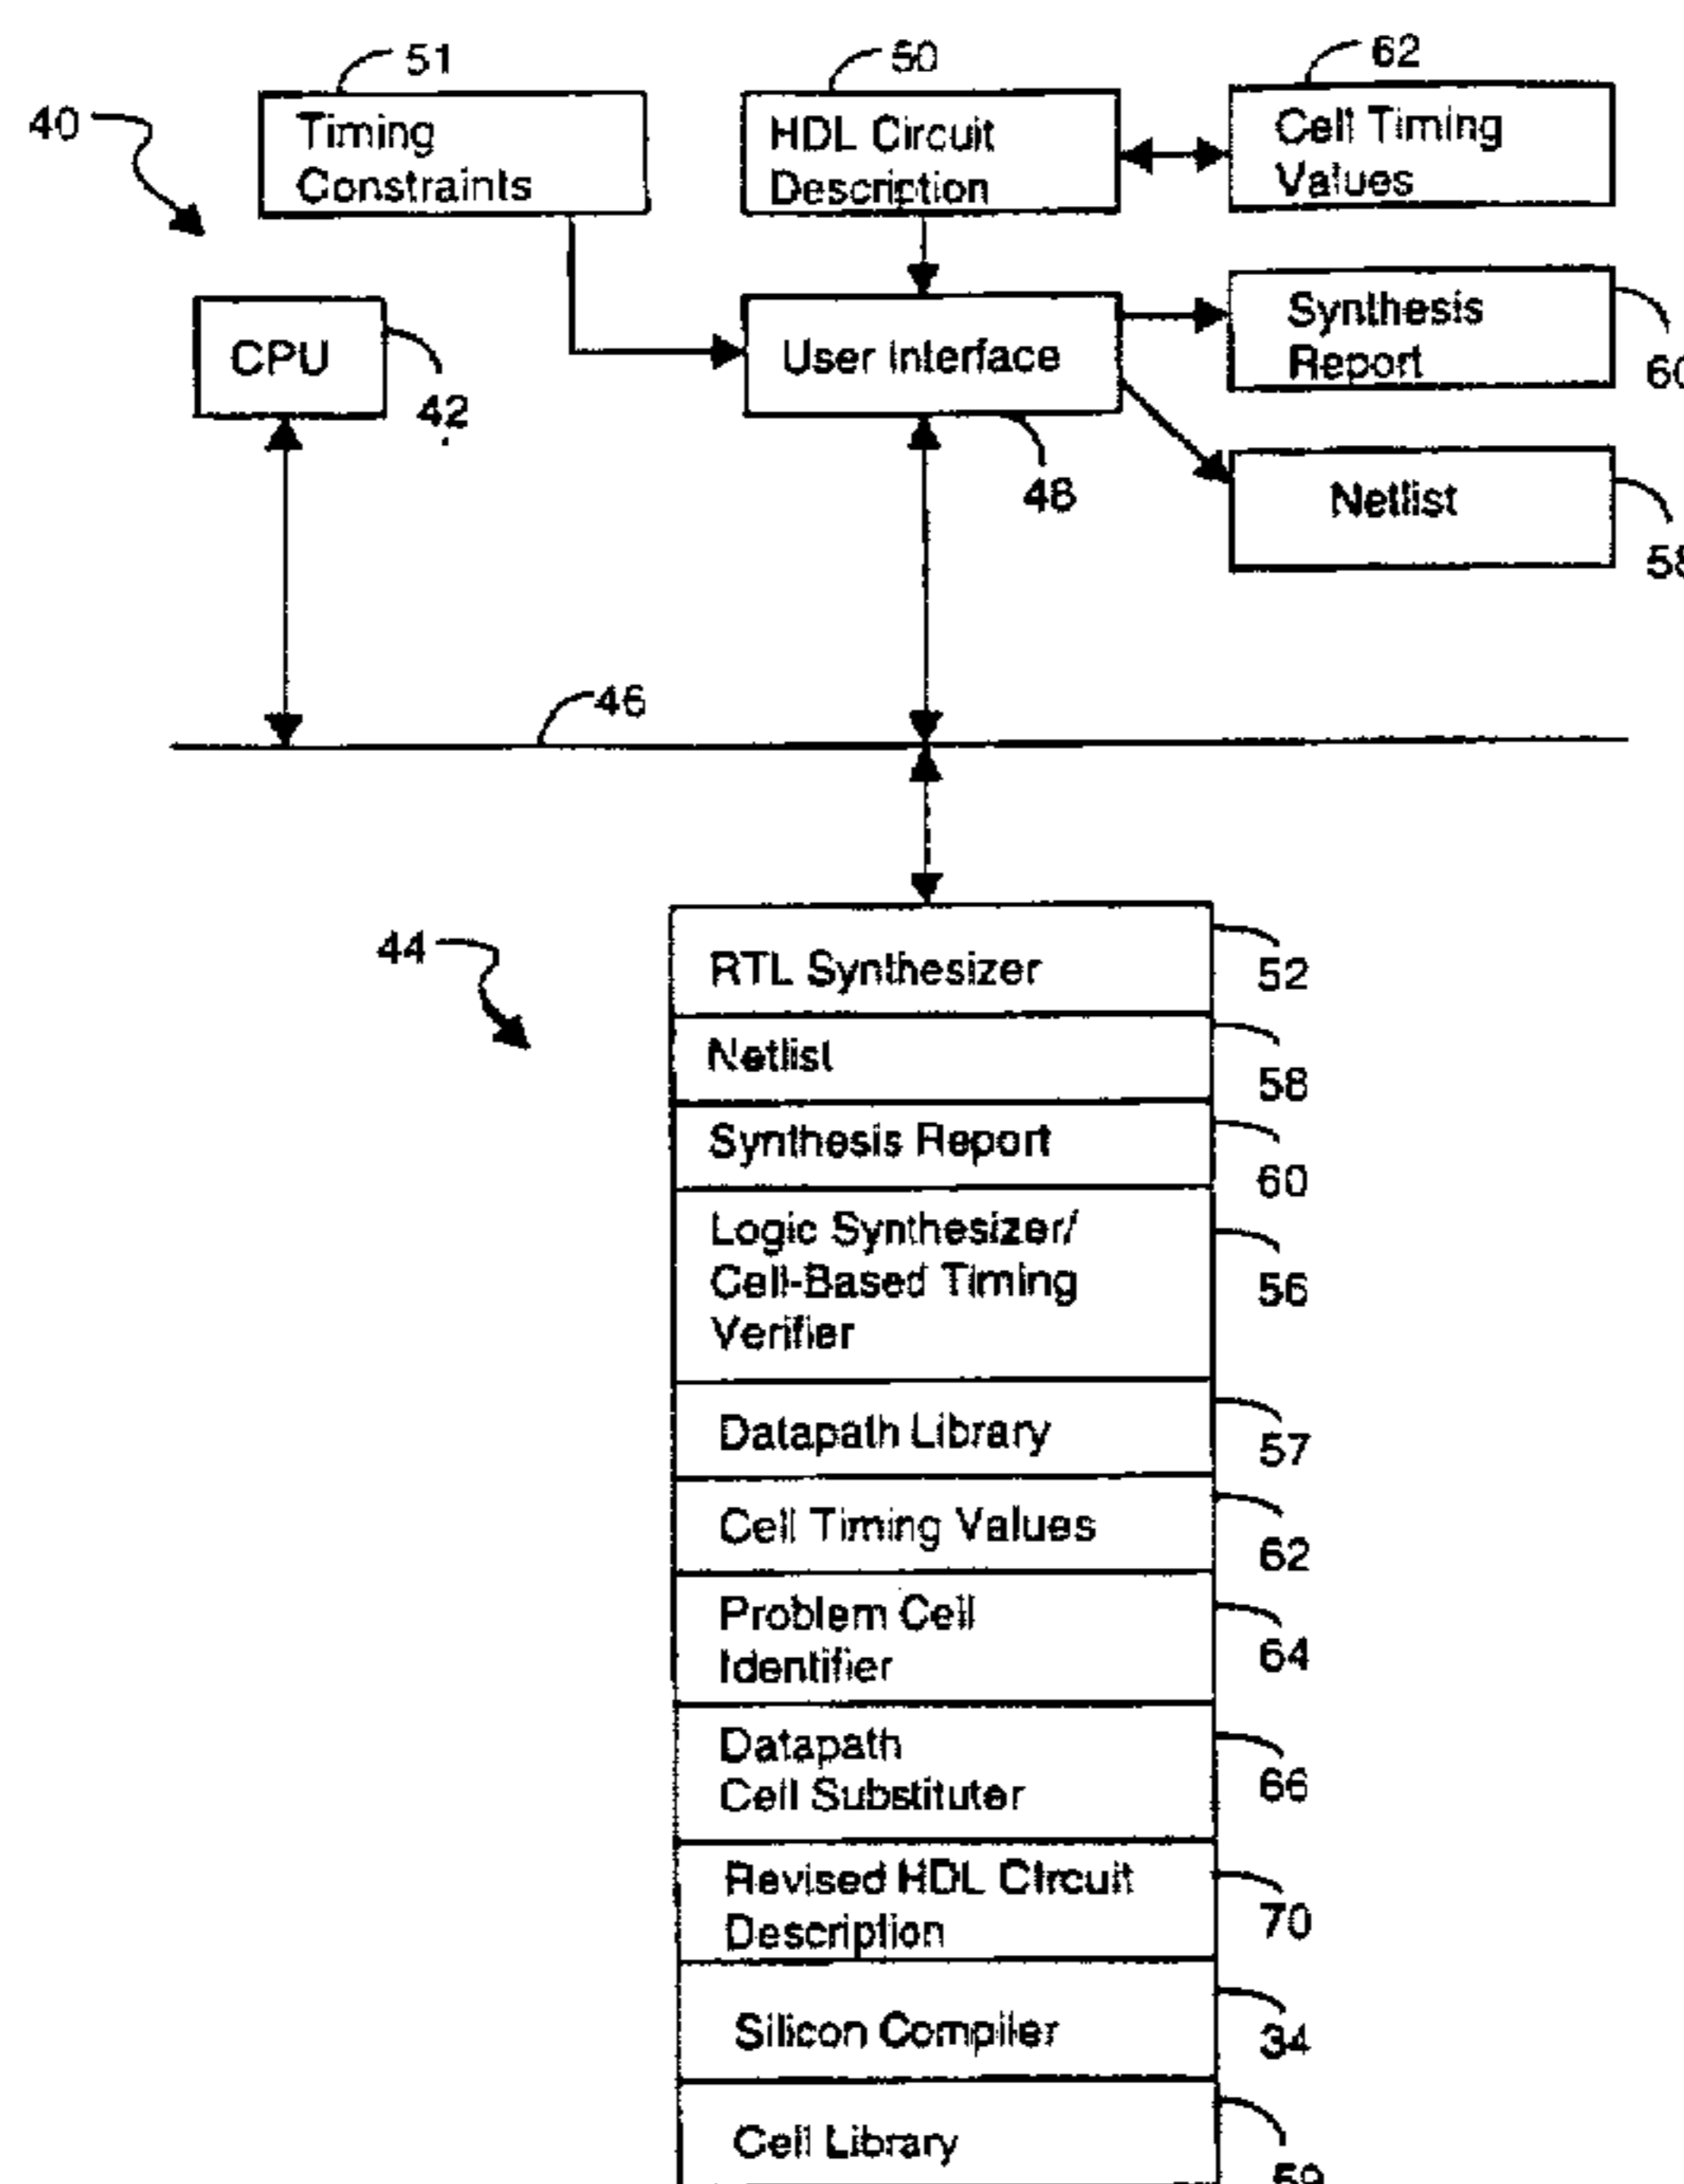 51
50
62
40
Timing
Constraints
HDL Circuit
Description
Cell Timing
Values
CPU
42
User Interface
48
Synthesis
Report
60
Netlist
58
46
44
RTL Synthesizer
52
Netlist
58
Synthesis Report
60
Logic Synthesizer/
Cell-Based Timing
Verifier
56
Datapath Library
57
Cell Timing Values
62
Problem Cell
Identifier
64
Datapath
Cell Substituter
66
Revised HDL Circuit
Description
70
Silicon Compiler
34
Cell Library
59